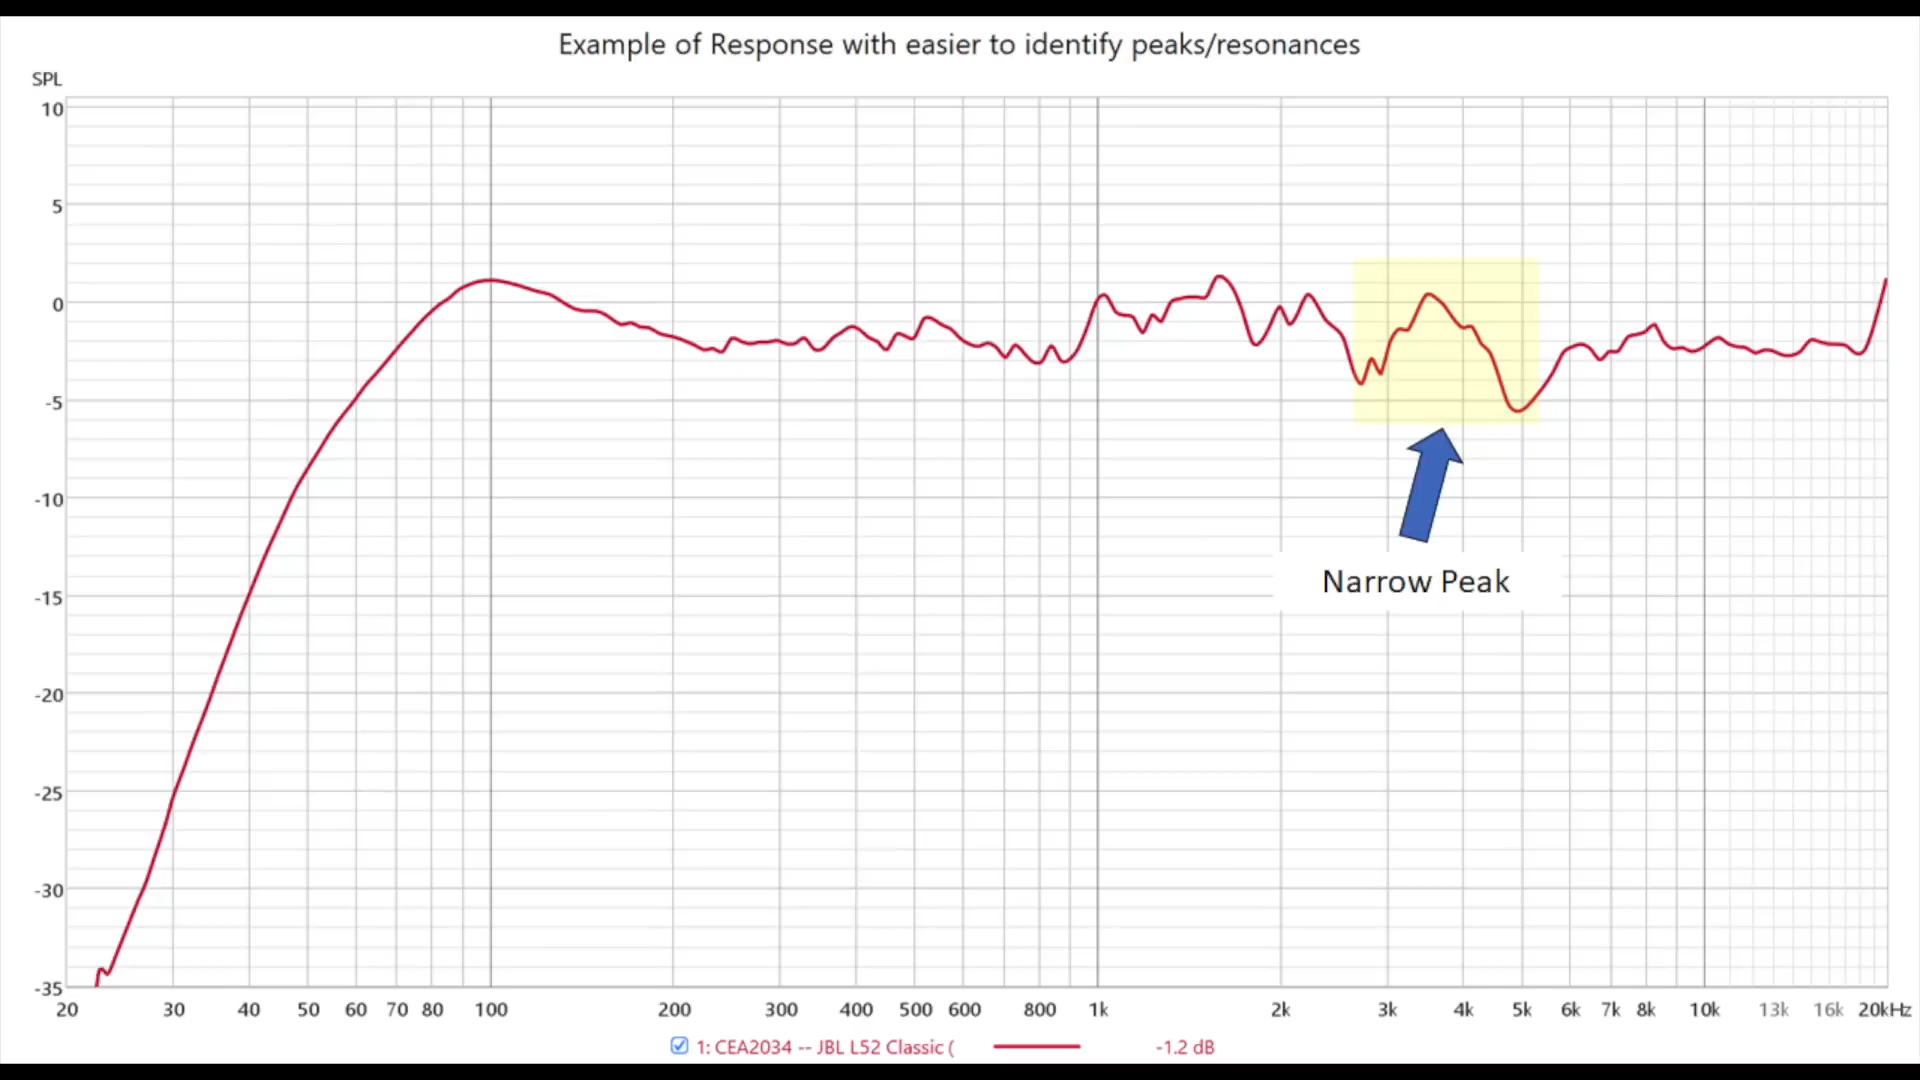 Example of Response with easier to identify peaks/resonances
SPL
10
5
0
-5
-10
-15
-20
-25
-30
-35
Narrow Peak
20 30 40 50 60 70 80 100 200 300 400 500 600 800 1k 2k 3k 4k 5k 6k 7k 8k 10k 13k 16k 20kHz
1: CEA2034 -- JBL L52 Classic ( -1.2 dB